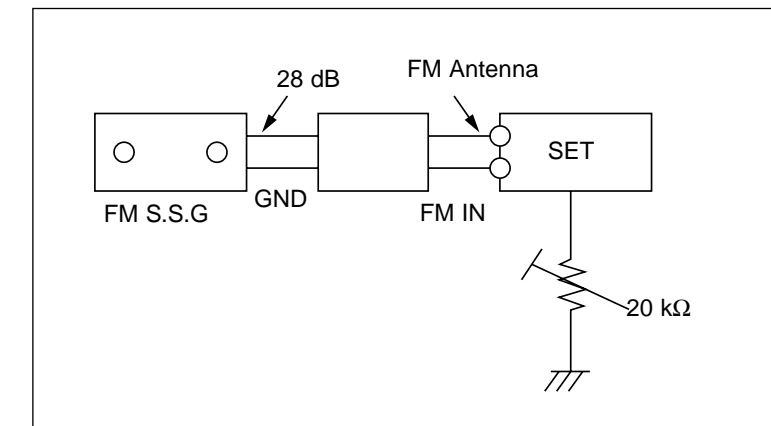 28 dB
FM Antenna
SET
FM S.S.G
GND
FM IN
20 kΩ